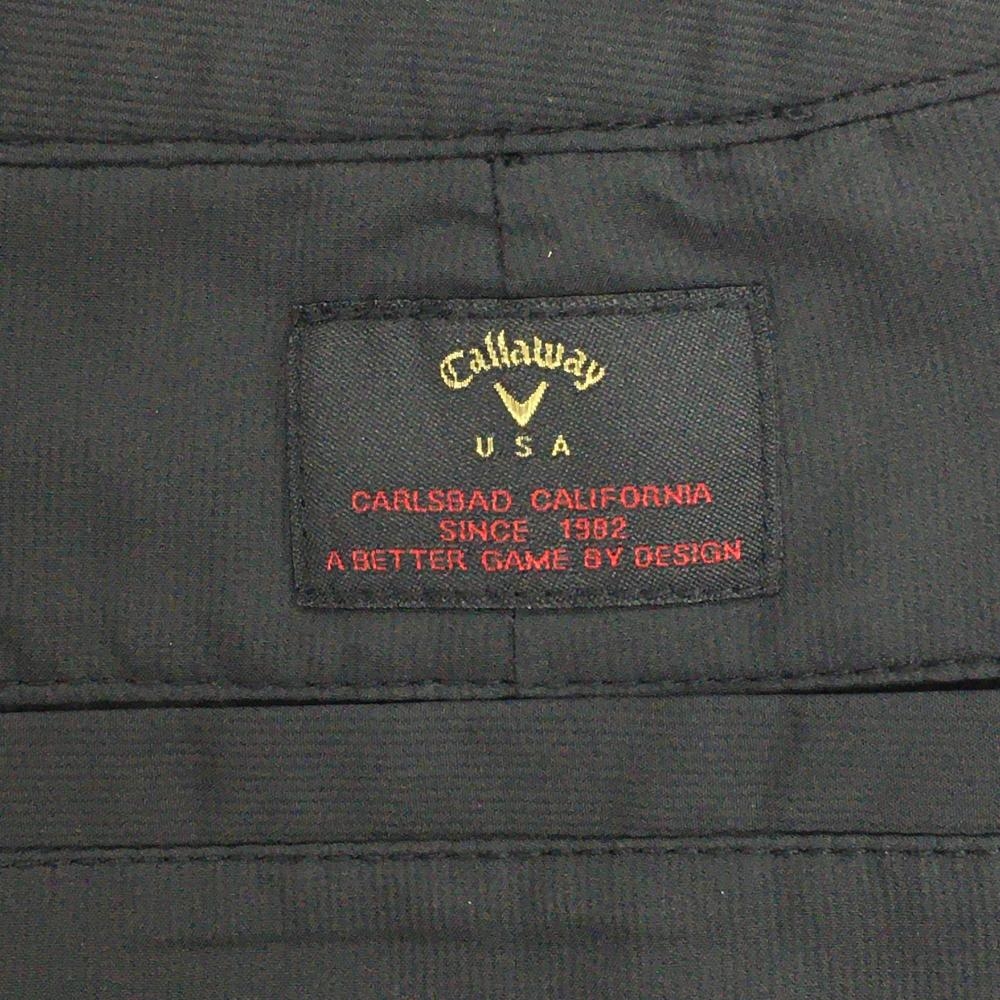 Callaway
USA
CARLSBAD CALIFORNIA
SINCE 1982
A BETTER GAME BY DESIGN